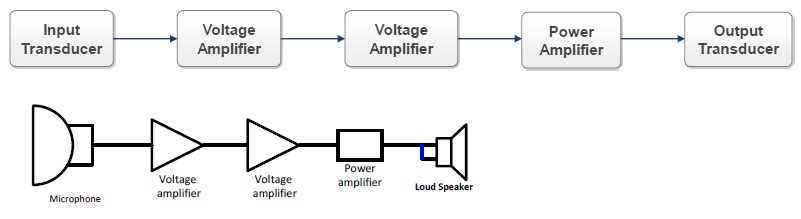 Input
Transducer
Voltage
Amplifier
Voltage
Amplifier
Power
Amplifier
Output
Transducer
Microphone
Voltage
amplifier
Voltage
amplifier
Power
amplifier
Loud Speaker